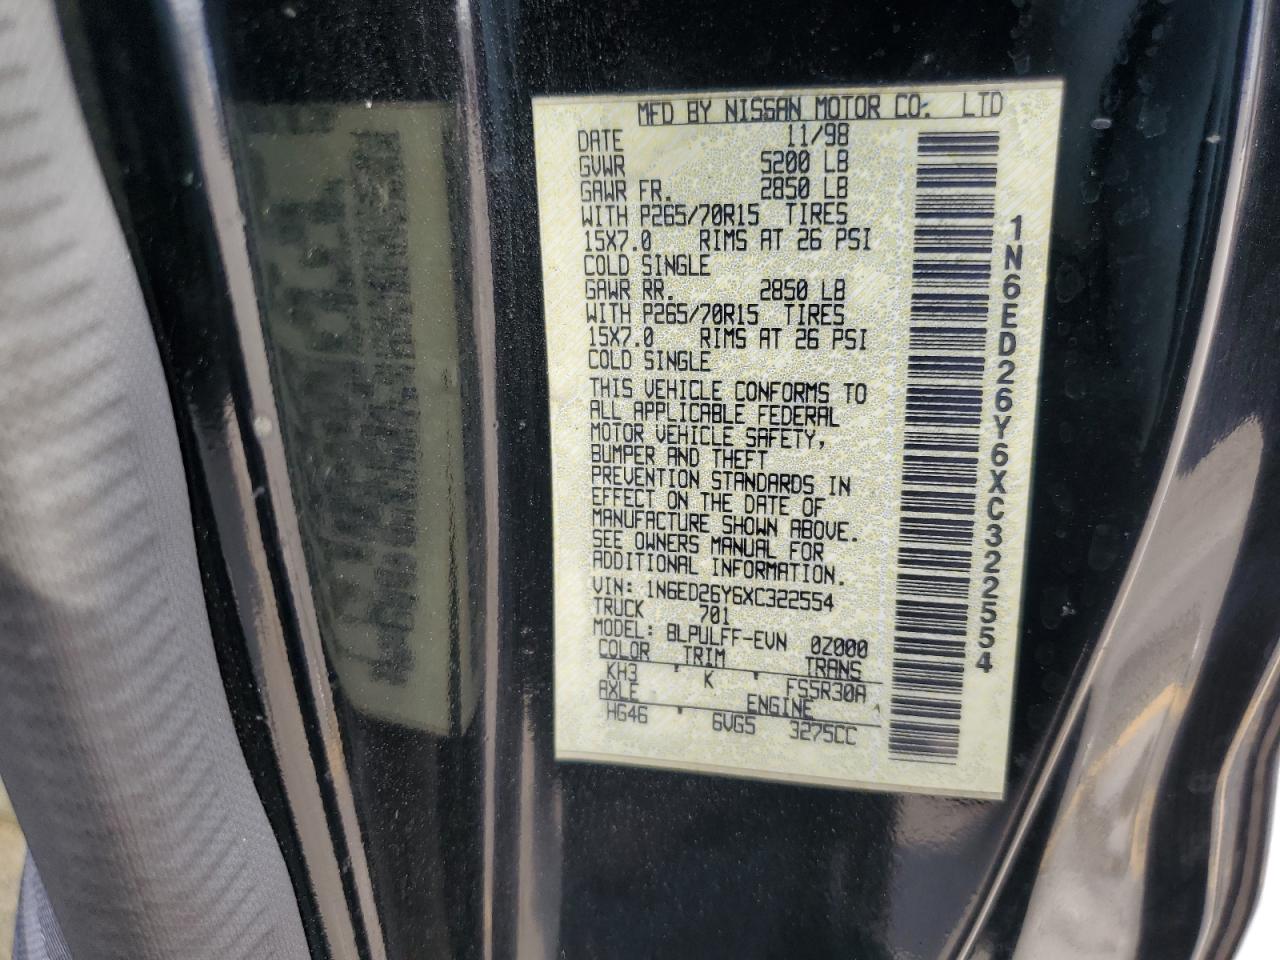 MFD BY NISSAN MOTOR CO. LTD
DATE 11/98
GVWR 5200 LB
GAWR FR. 2850 LB
WITH P265/70R15 TIRES
15X7.0 RIMS AT 26 PSI
COLD SINGLE
GAWR RR. 2850 LB
WITH P265/70R15 TIRES
15X7.0 RIMS AT 26 PSI
COLD SINGLE
THIS VEHICLE CONFORMS TO
ALL APPLICABLE FEDERAL
MOTOR VEHICLE SAFETY,
BUMPER AND THEFT
PREVENTION STANDARDS IN
EFFECT ON THE DATE OF
MANUFACTURE SHOWN ABOVE.
SEE OWNERS MANUAL FOR
ADDITIONAL INFORMATION.
VIN: 1N6ED26Y6XC322554
TRUCK 701
MODEL: BLPULFF-EVN 0Z000
COLOR TRIM TRANS
KH3 K FS5R30A
AXLE ENGINE
HG46 6VG5 3275CC
1N6ED26Y6XC322554